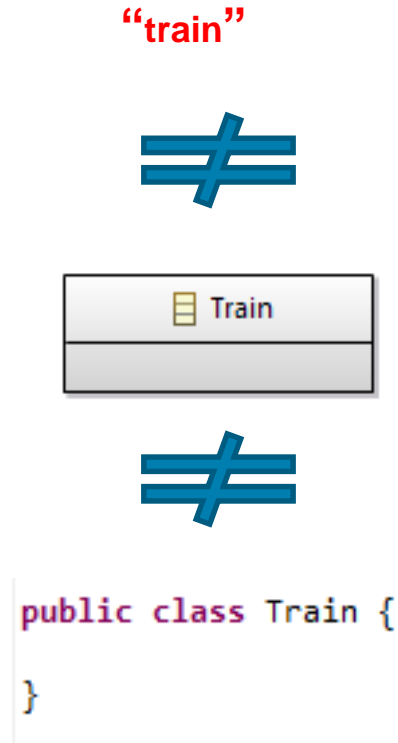 “train”
≠
Train
≠
public class Train {
}